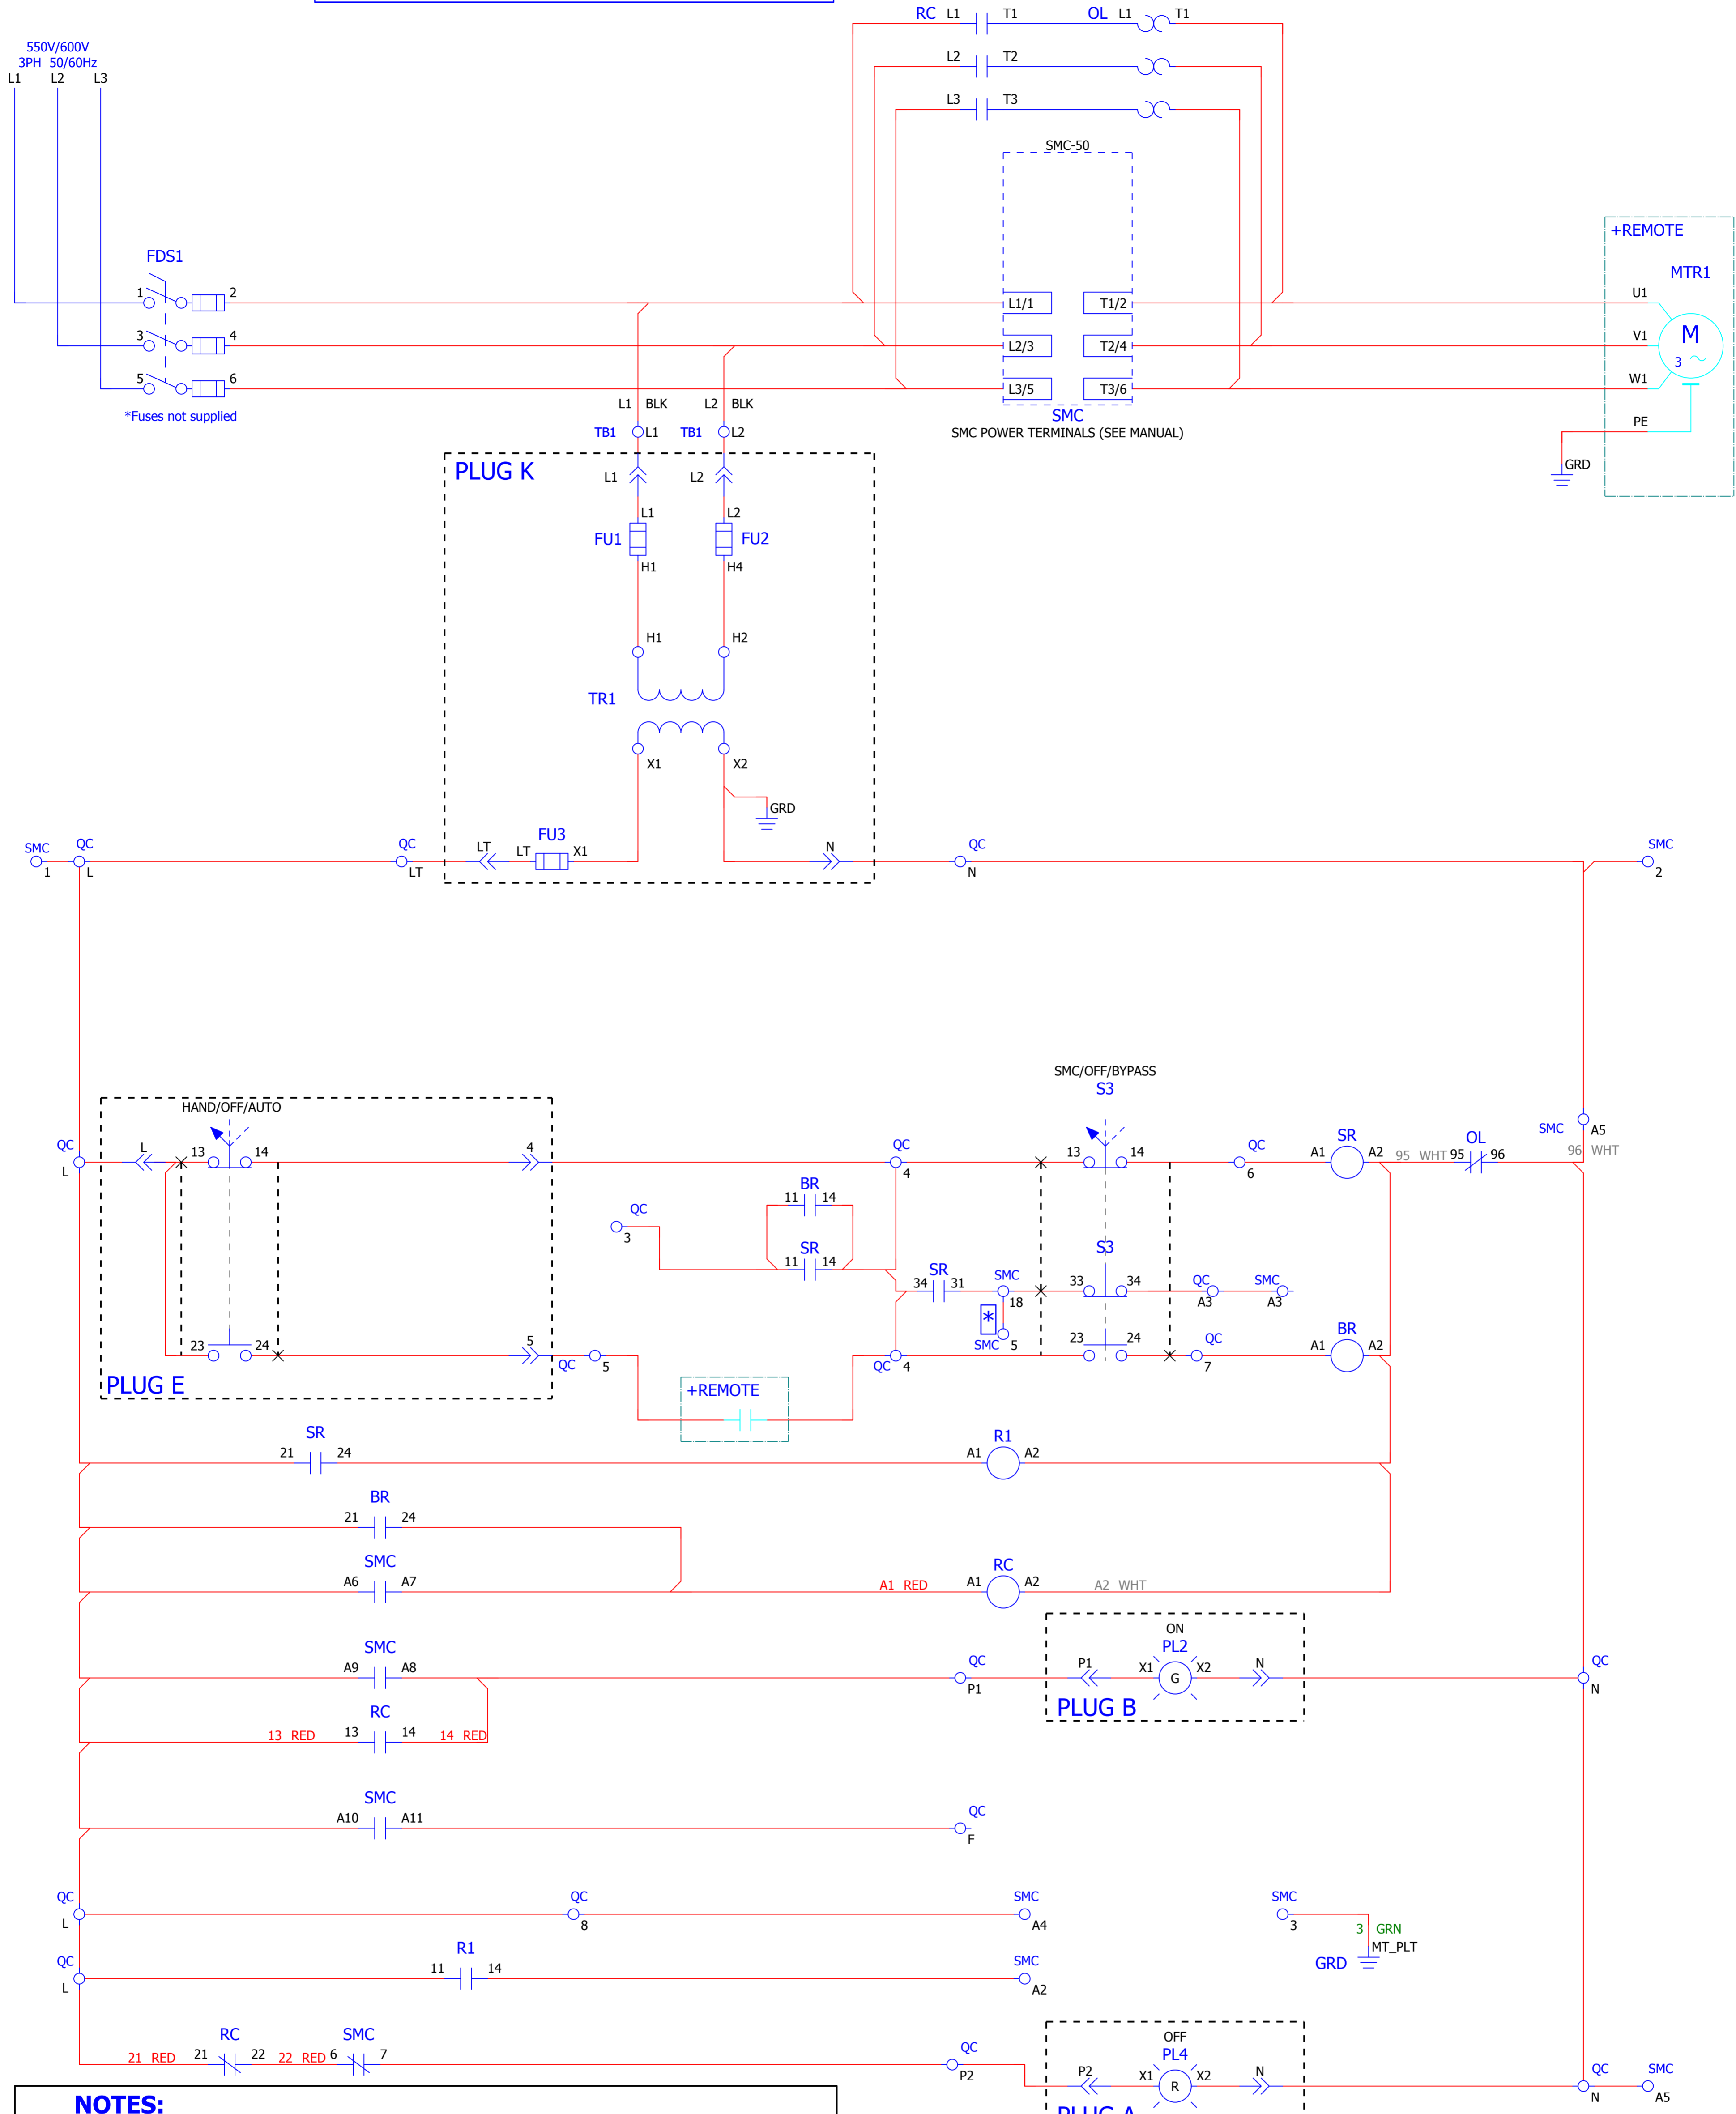 RC L1 T1 OL L1 T1
550V/600V
3PH 50/60Hz
L1 L2 L3
L2 T2
L3 T3
SMC-50
+REMOTE
MTR1
FDS1
1 2 L1/1 T1/2 U1
3 4 L2/3 T2/4 V1
M
3
5 6 L3/5 T3/6 W1
*Fuses not supplied
L1 BLK L2 BLK
SMC
PE
TB1 L1 TB1 L2
SMC POWER TERMINALS (SEE MANUAL)
GRD
PLUG K
L1 L2
L1 L2
FU1 FU2
H1 H4
H1 H2
TR1
X1 X2
GRD
FU3
SMC QC QC LT LT X1 N QC SMC
1 L LT N 2
SMC/OFF/BYPASS
S3
HAND/OFF/AUTO
SMC A5
QC L 13 14 4 QC 13 14 QC SR A1 A2 95 WHT OL 95 96 96 WHT
L 4 6
BR
11 14
QC
3
SR
11 14
S3
SR
34 31 SMC 33 34 QC SMC
18 A3 A3
*
SMC 5
23 24 5 QC 5 QC 4 23 24 QC 7 BR A1 A2
PLUG E
+REMOTE
SR R1
21 24 A1 A2
BR
21 24
SMC RC
A6 A7 A1 RED A1 A2 A2 WHT
ON
SMC PL2
A9 A8 QC P1 X1 G X2 N QC
P1 N
PLUG B
RC
13 RED 13 14 14 RED
SMC
A10 A11 QC
F
QC QC SMC SMC
L 8 A4 3
3 GRN
MT_PLT
GRD
QC R1 SMC
L 11 14 A2
OFF
RC SMC PL4
21 RED 21 22 22 RED 6 7 QC P2 X1 R X2 N QC SMC
P2 N A5
NOTES:
PLUG A